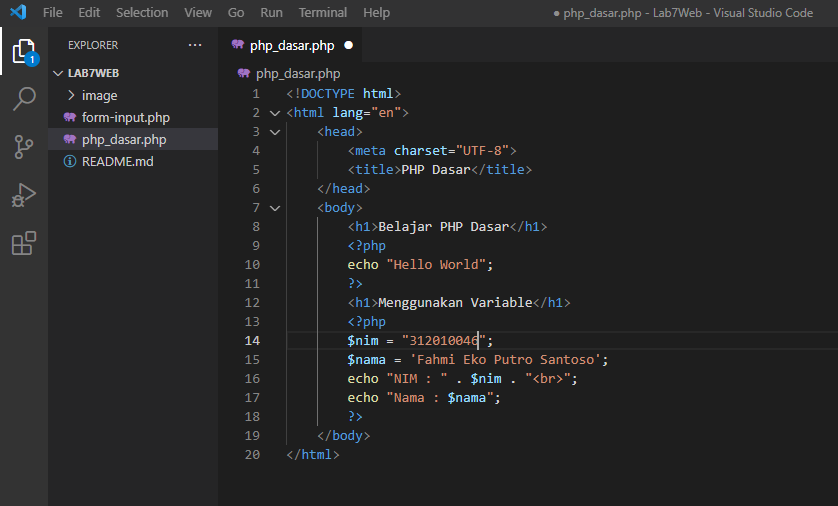 File Edit Selection View Go Run Terminal Help
● php_dasar.php - Lab7Web - Visual Studio Code
EXPLORER ···
1
LAB7WEB
image
form-input.php
php_dasar.php
README.md
php_dasar.php ●
php_dasar.php
1 <!DOCTYPE html>
2 <html lang="en">
3 <head>
4 <meta charset="UTF-8">
5 <title>PHP Dasar</title>
6 </head>
7 <body>
8 <h1>Belajar PHP Dasar</h1>
9 <?php
10 echo "Hello World";
11 ?>
12 <h1>Menggunakan Variable</h1>
13 <?php
14 $nim = "312010046";
15 $nama = 'Fahmi Eko Putro Santoso';
16 echo "NIM : " . $nim . "<br>";
17 echo "Nama : $nama";
18 ?>
19 </body>
20 </html>